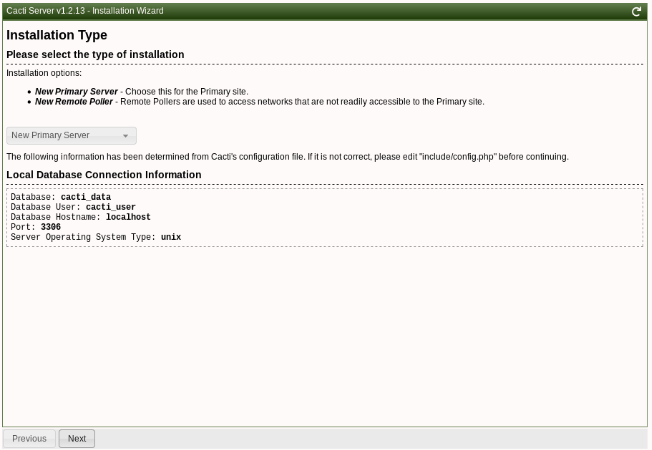 Cacti Server v1.2.13 - Installation Wizard
Installation Type
Please select the type of installation
Installation options:
New Primary Server - Choose this for the Primary site.
New Remote Poller - Remote Pollers are used to access networks that are not readily accessible to the Primary site.
New Primary Server
The following information has been determined from Cacti's configuration file. If it is not correct, please edit "include/config.php" before continuing.
Local Database Connection Information
Database: cacti_data
Database User: cacti_user
Database Hostname: localhost
Port: 3306
Server Operating System Type: unix
Previous
Next